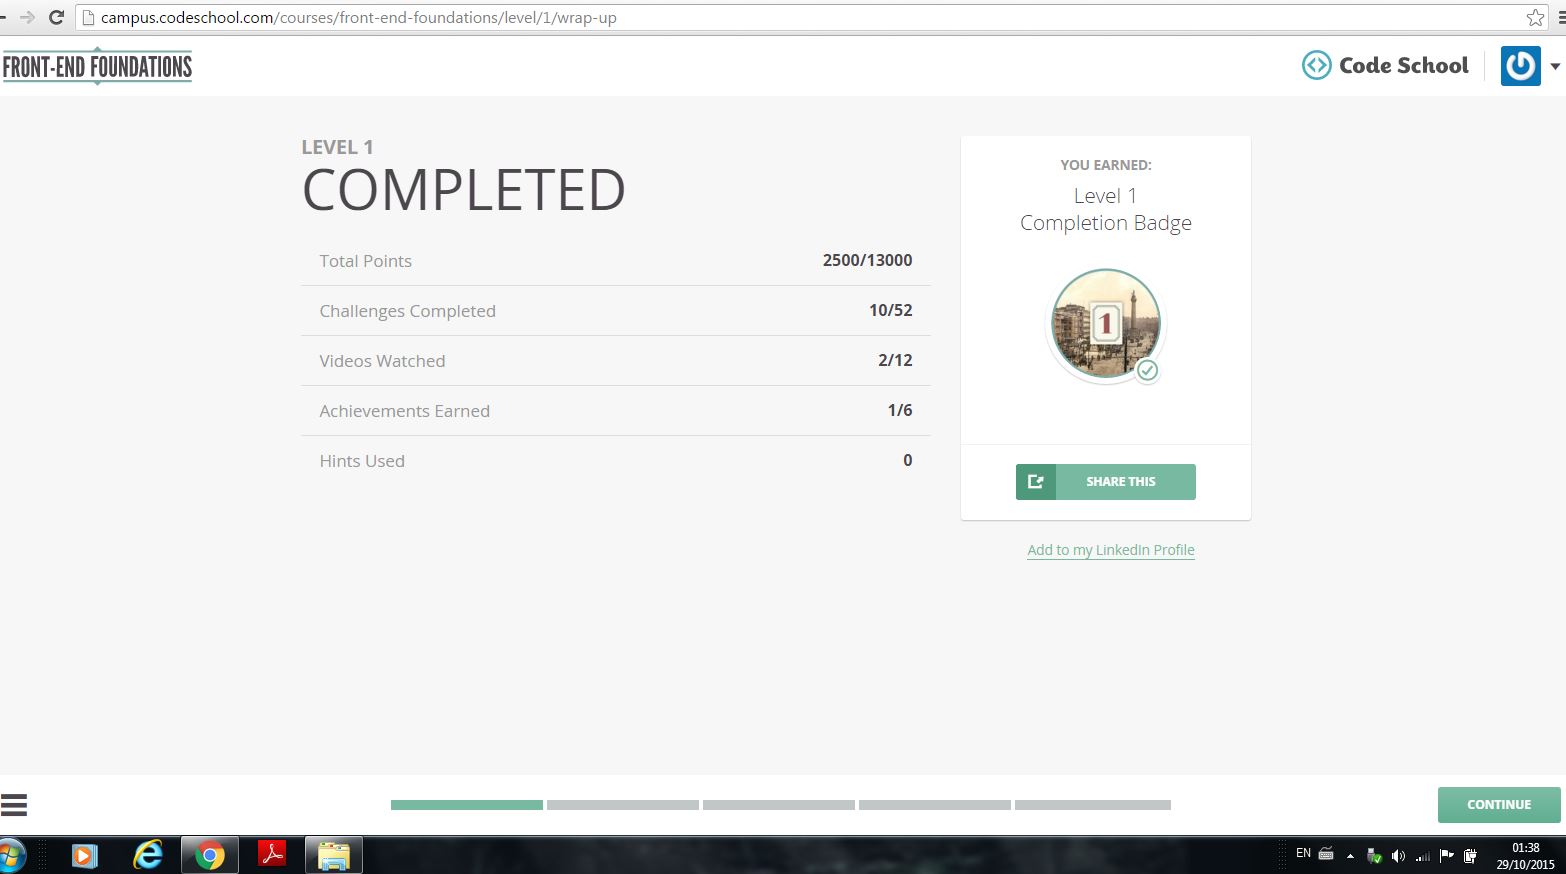 campus.codeschool.com/courses/front-end-foundations/level/1/wrap-up
FRONT-END FOUNDATIONS
Code School
LEVEL 1
COMPLETED
Total Points 2500/13000
Challenges Completed 10/52
Videos Watched 2/12
Achievements Earned 1/6
Hints Used 0
YOU EARNED:
Level 1
Completion Badge
1
SHARE THIS
Add to my LinkedIn Profile
CONTINUE
EN
01:38
29/10/2015